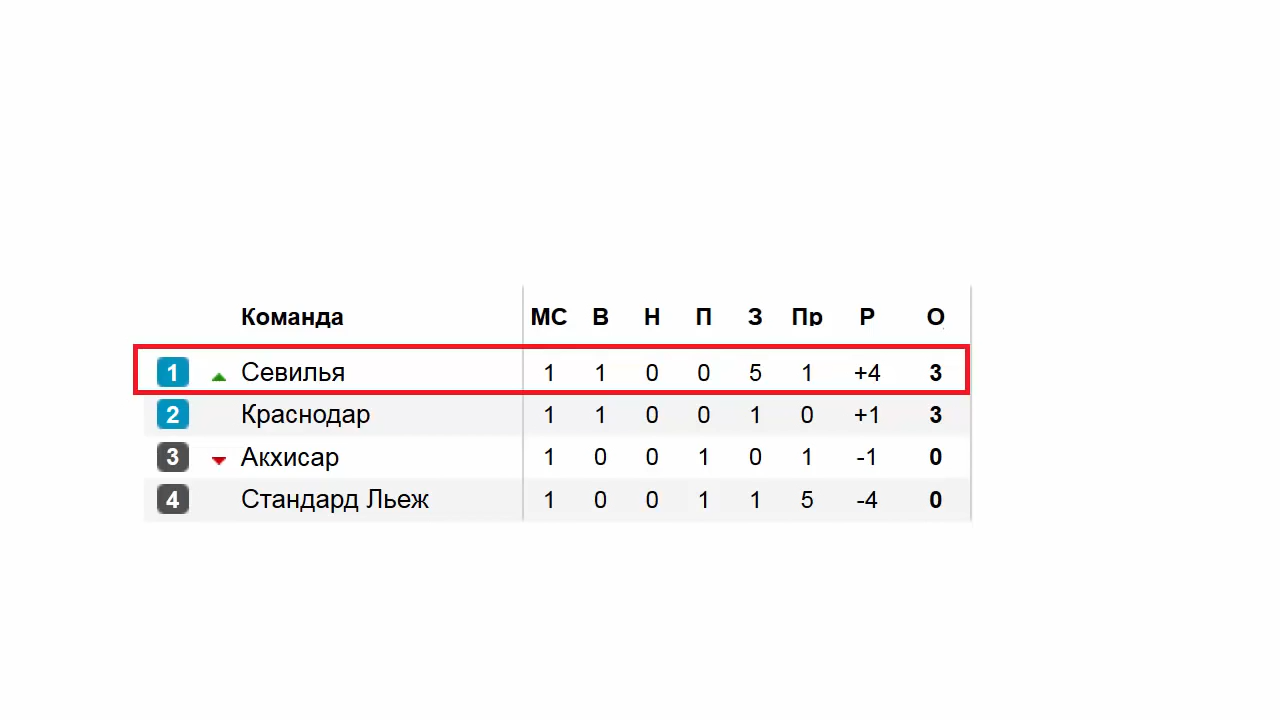 Команда МС В Н П З Пр Р О
1 Севилья 1 1 0 0 5 1 +4 3
2 Краснодар 1 1 0 0 1 0 +1 3
3 Акхисар 1 0 0 1 0 1 -1 0
4 Стандард Льеж 1 0 0 1 1 5 -4 0